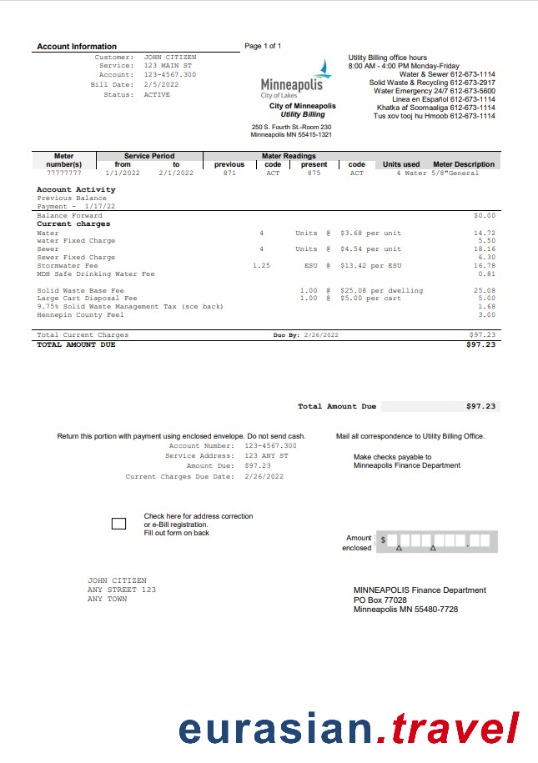 Account Information
Page 1 of 1
Customer: JOHN CITIZEN
Service: 123 MAIN ST
Account: 123-4567.300
Bill Date: 2/5/2022
Status: ACTIVE
Minneapolis
City of Lakes
City of Minneapolis
Utility Billing
250 S. Fourth St.-Room 230
Minneapolis MN 55415-1321
Utility Billing office hours
8:00 AM - 4:00 PM Monday-Friday
Water & Sewer 612-673-1114
Solid Waste & Recycling 612-673-2917
Water Emergency 24/7 612-673-5600
Linea en Español 612-673-1114
Khatka af Soomaaliga 612-673-1114
Tus xov tooj hu Hmoob 612-673-1114
Meter Service Period Mater Readings
number(s) from to previous code present code Units used Meter Description
77777777 1/1/2022 2/1/2022 871 ACT 875 ACT 4 Water 5/8"General
Account Activity
Previous Balance
Payment - 1/17/22
Balance Forward $0.00
Current charges
Water 4 Units @ $3.68 per unit 14.72
water Fixed Charge 5.50
Sewer 4 Units @ $4.54 per unit 18.16
Sewer Fixed Charge 6.30
Stormwater Fee 1.25 ESU @ $13.42 per ESU 16.78
MDH Safe Drinking Water Fee 0.81
Solid Waste Base Fee 1.00 @ $25.08 per dwelling 25.08
Large Cart Disposal Fee 1.00 @ $5.00 per cart 5.00
9.75% Solid Waste Management Tax (sce back) 1.68
Hennepin County Feel 3.00
Total Current Charges Duo By: 2/26/2022 $97.23
TOTAL AMOUNT DUE $97.23
Total Amount Due $97.23
Return this portion with payment using enclosed envelope. Do not send cash.
Mail all correspondence to Utility Billing Office.
Account Number: 123-4567.300
Service Address: 123 ANY ST
Amount Due: $97.23
Current Charges Due Date: 2/26/2022
Make checks payable to
Minneapolis Finance Department
Check here for address correction
or e-Bill registration.
Fill out form on back
Amount
enclosed
$
JOHN CITIZEN
ANY STREET 123
ANY TOWN
MINNEAPOLIS Finance Department
PO Box 77028
Minneapolis MN 55480-7728
eurasian.travel